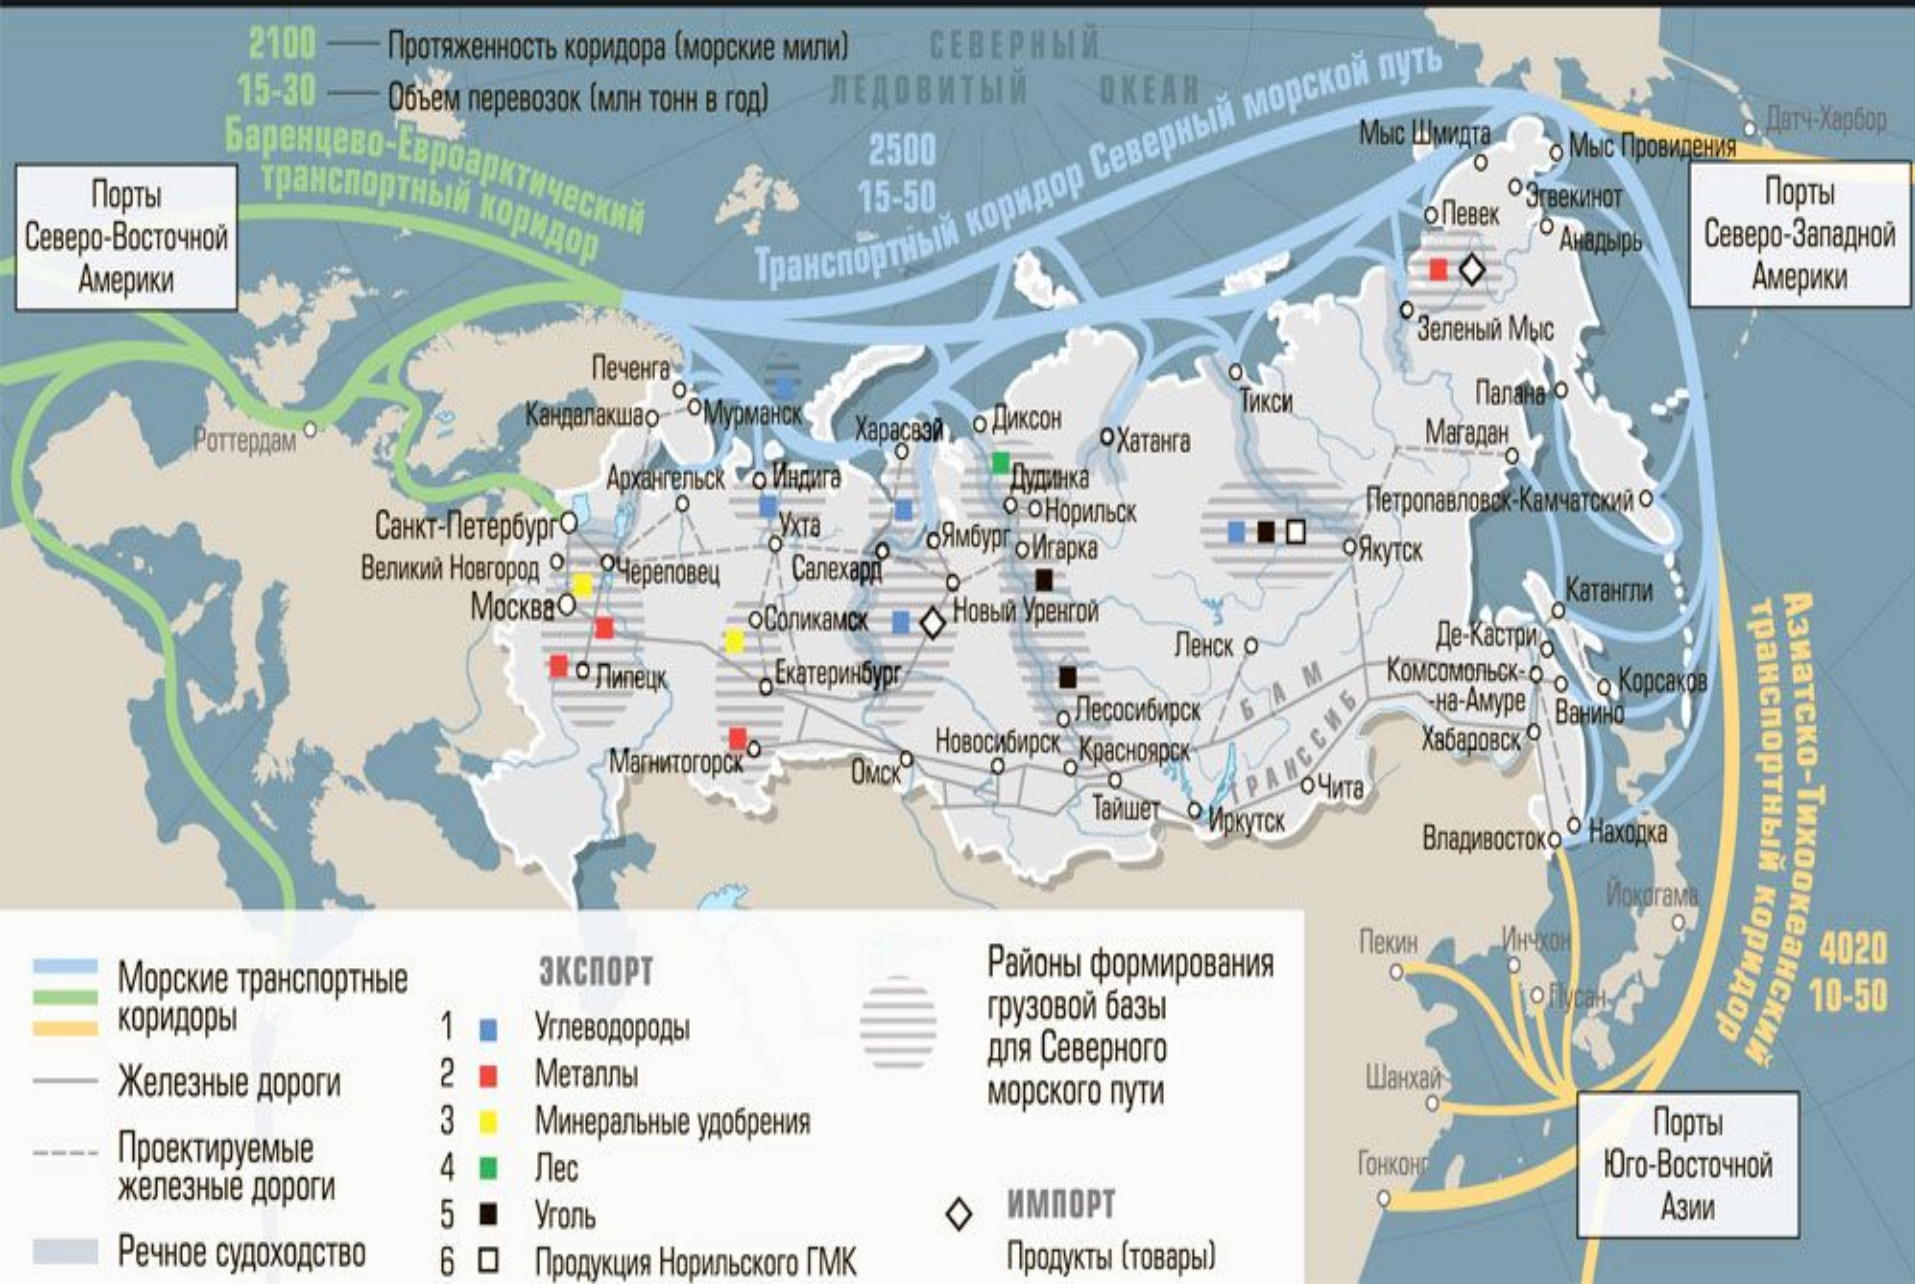 2100
Протяженность коридора (морские мили)
15-30
Объем перевозок (млн тонн в год)
СЕВЕРНЫЙ
ЛЕДОВИТЫЙ ОКЕАН
Баренцево-Евроарктический
транспортный коридор
2500
15-50
Транспортный коридор Северный морской путь
Порты
Северо-Восточной
Америки
Порты
Северо-Западной
Америки
Датч-Харбор
Мыс Шмидта
Мыс Провидения
Эгвекинот
Певек
Анадырь
Зеленый Мыс
Палана
Магадан
Петропавловск-Камчатский
Тикси
Хатанга
Диксон
Харасвэй
Дудинка
Норильск
Игарка
Ямбург
Новый Уренгой
Салехард
Печенга
Кандалакша
Мурманск
Роттердам
Архангельск
Индига
Ухта
Санкт-Петербург
Великий Новгород
Череповец
Москва
Соликамск
Липецк
Екатеринбург
Магнитогорск
Омск
Новосибирск
Красноярск
Лесосибирск
Тайшет
Иркутск
Чита
Ленск
Якутск
БАМ
ТРАНССИБ
Катангли
Де-Кастри
Комсомольск-
-на-Амуре
Корсаков
Ванино
Хабаровск
Владивосток
Находка
Йокогама
Пекин
Инчхон
Пусан
Шанхай
Гонконг
Азиатско-Тихоокеанский
транспортный коридор
4020
10-50
Порты
Юго-Восточной
Азии
Морские транспортные
коридоры
Железные дороги
Проектируемые
железные дороги
Речное судоходство
ЭКСПОРТ
1 Углеводороды
2 Металлы
3 Минеральные удобрения
4 Лес
5 Уголь
6 Продукция Норильского ГМК
Районы формирования
грузовой базы
для Северного
морского пути
ИМПОРТ
Продукты (товары)